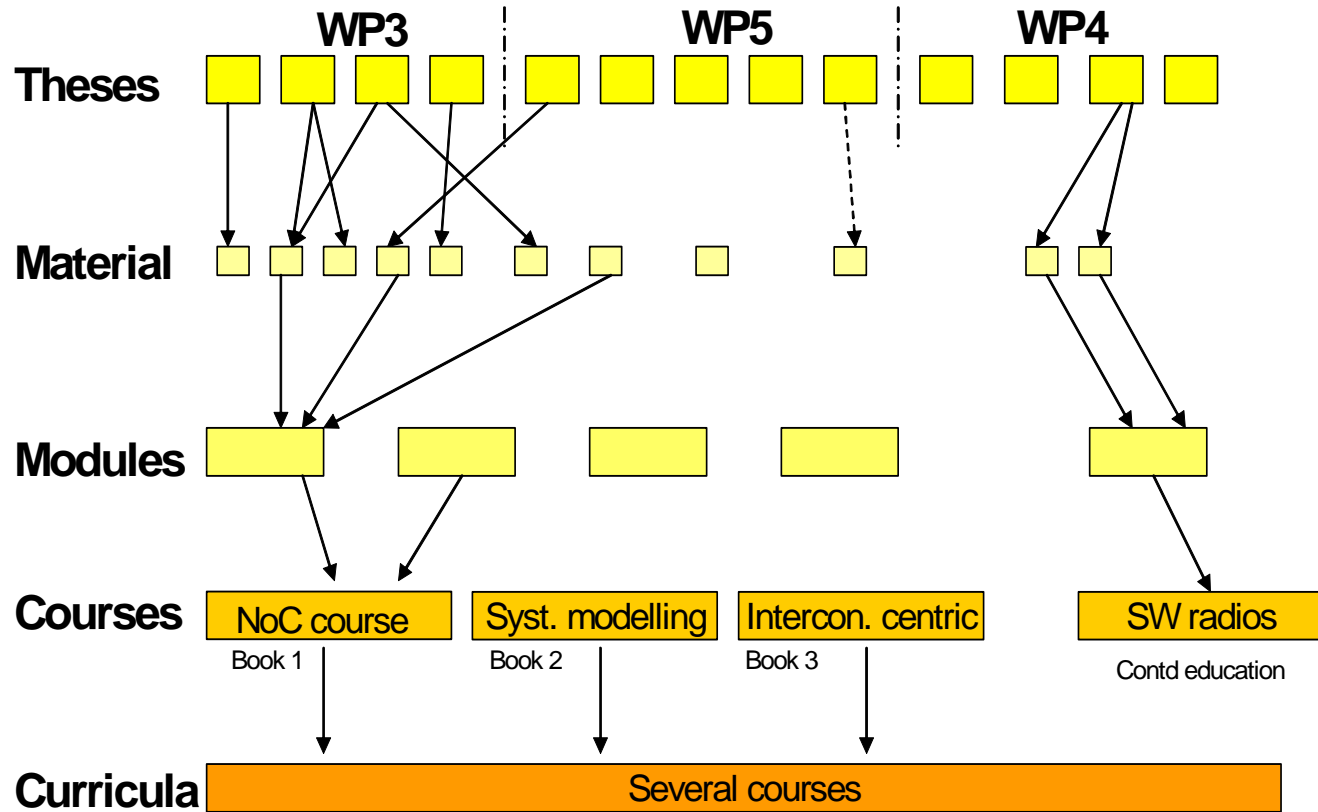 WP3 WP5 WP4
Theses
Material
Modules
Courses NoC course Syst. modelling Intercon. centric SW radios
Book 1 Book 2 Book 3 Contd education
Curricula Several courses